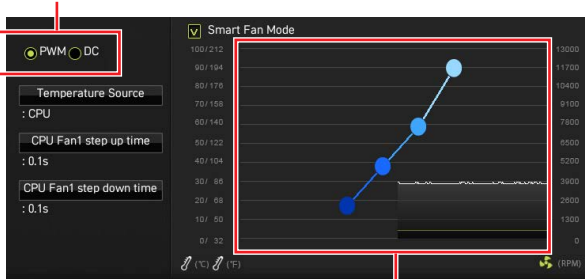 PWM DC
Temperature Source
: CPU
CPU Fan1 step up time
: 0.1s
CPU Fan1 step down time
: 0.1s
V Smart Fan Mode
100/212 13000
90/194 11700
80/176 10400
70/158 9100
60/140 7800
50/122 6500
40/104 5200
30/ 86 3900
20/ 68 2600
10/ 50 1300
0/ 32 0
(℃) (℉) (RPM)